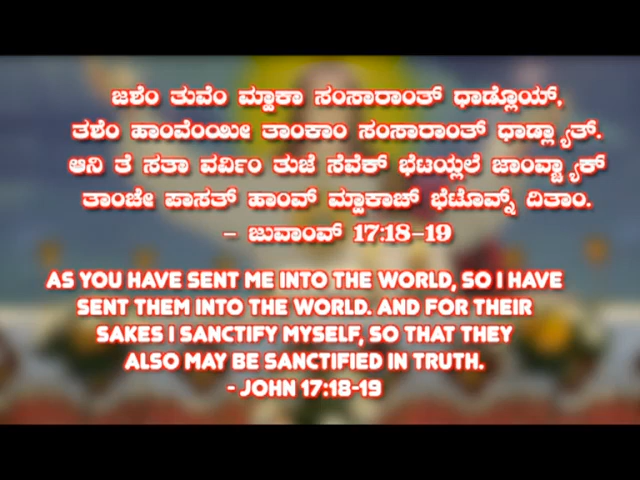 ಜಶೆಂ ತುವೆಂ ಮ್ಹಾಕಾ ಸಂಸಾರಾಂತ್ ಧಾಡ್ಲೊಯ್,
ತಶೆಂ ಹಾಂವೆಂಯೀ ತಾಂಕಾಂ ಸಂಸಾರಾಂತ್ ಧಾಡ್ಲ್ಯಾತ್.
ಆನಿ ತೆ ಸತಾ ವರ್ವಿಂ ತುಜೆ ಸೆವೆಕ್ ಭೆಟಯ್ಲಲೆ ಜಾಂವ್ಚ್ಯಾಕ್
ತಾಂಚೇ ಪಾಸತ್ ಹಾಂವ್ ಮ್ಹಾಕಾಚ್ ಭೆಟೊವ್ನ್ ದಿತಾಂ.
– ಜುವಾಂವ್ 17:18–19
AS YOU HAVE SENT ME INTO THE WORLD, SO I HAVE
SENT THEM INTO THE WORLD. AND FOR THEIR
SAKES I SANCTIFY MYSELF, SO THAT THEY
ALSO MAY BE SANCTIFIED IN TRUTH.
- JOHN 17:18-19